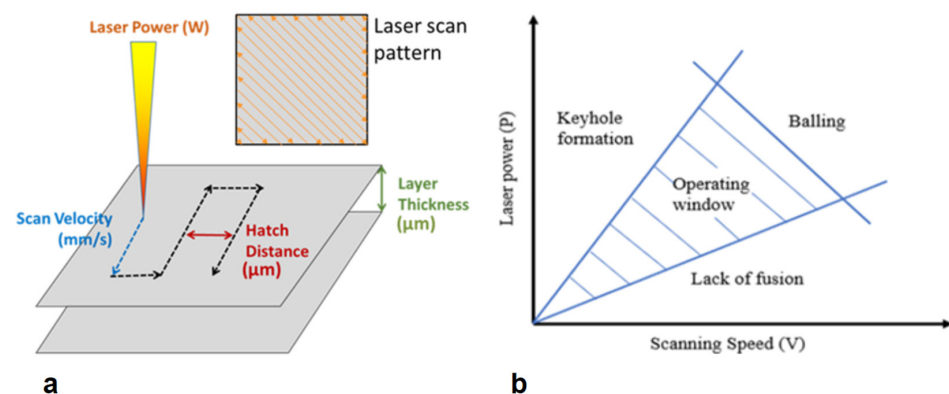 Laser Power (W)
Laser scan
pattern
Layer
Thickness
(μm)
Scan Velocity
(mm/s)
Hatch
Distance
(μm)
a
Laser power (P)
Keyhole
formation
Balling
Operating
window
Lack of fusion
Scanning Speed (V)
b